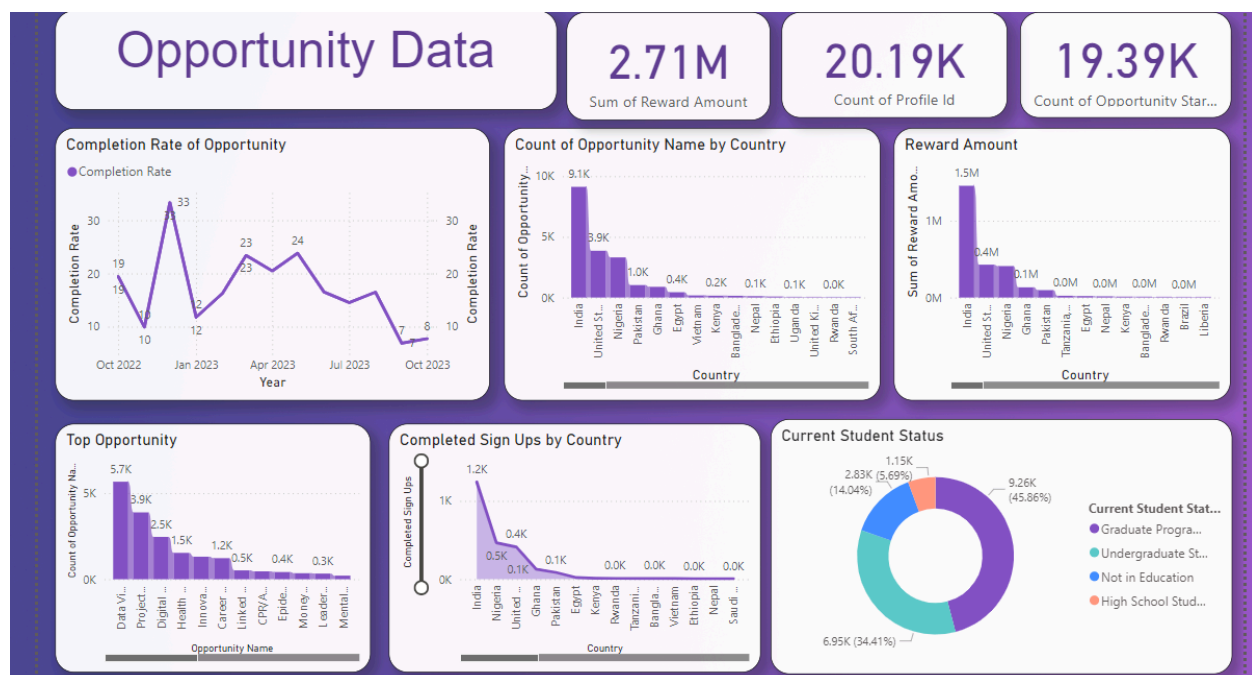 Opportunity Data
2.71M
Sum of Reward Amount
20.19K
Count of Profile Id
19.39K
Count of Opportunity Star...
Completion Rate of Opportunity
Completion Rate
Completion Rate
30
20
10
19
19
10
10
33
33
12
12
23
23
24
7
7
8
30
20
10
Completion Rate
Oct 2022
Jan 2023
Apr 2023
Jul 2023
Oct 2023
Year
Count of Opportunity Name by Country
Count of Opportunity...
10K
5K
0K
9.1K
3.9K
1.0K
0.4K
0.2K
0.1K
0.1K
0.0K
India
United St...
Nigeria
Pakistan
Ghana
Egypt
Vietnam
Kenya
Banglade...
Nepal
Ethiopia
Uganda
United Ki...
Rwanda
South Af...
Country
Reward Amount
Sum of Reward Amo...
1M
0M
1.5M
0.4M
0.1M
0.0M
0.0M
0.0M
0.0M
India
United St...
Nigeria
Ghana
Pakistan
Tanzania,...
Egypt
Nepal
Kenya
Banglade...
Rwanda
Brazil
Liberia
Country
Top Opportunity
Count of Opportunity Na...
5K
0K
5.7K
3.9K
2.5K
1.5K
1.2K
0.5K
0.4K
0.3K
Data Vi...
Project...
Digital ...
Health ...
Innova...
Career ...
Linked ...
CPR/A...
Epide...
Money...
Leader...
Mental...
Opportunity Name
Completed Sign Ups by Country
Completed Sign Ups
1K
0K
1.2K
0.5K
0.4K
0.1K
0.1K
0.0K
0.0K
0.0K
0.0K
India
Nigeria
United ...
Ghana
Pakistan
Egypt
Kenya
Rwanda
Tanzani...
Bangla...
Vietnam
Ethiopia
Nepal
Saudi ...
Country
Current Student Status
1.15K
(5.69%)
2.83K
(14.04%)
9.26K
(45.86%)
6.95K (34.41%)
Current Student Stat...
Graduate Progra...
Undergraduate St...
Not in Education
High School Stud...